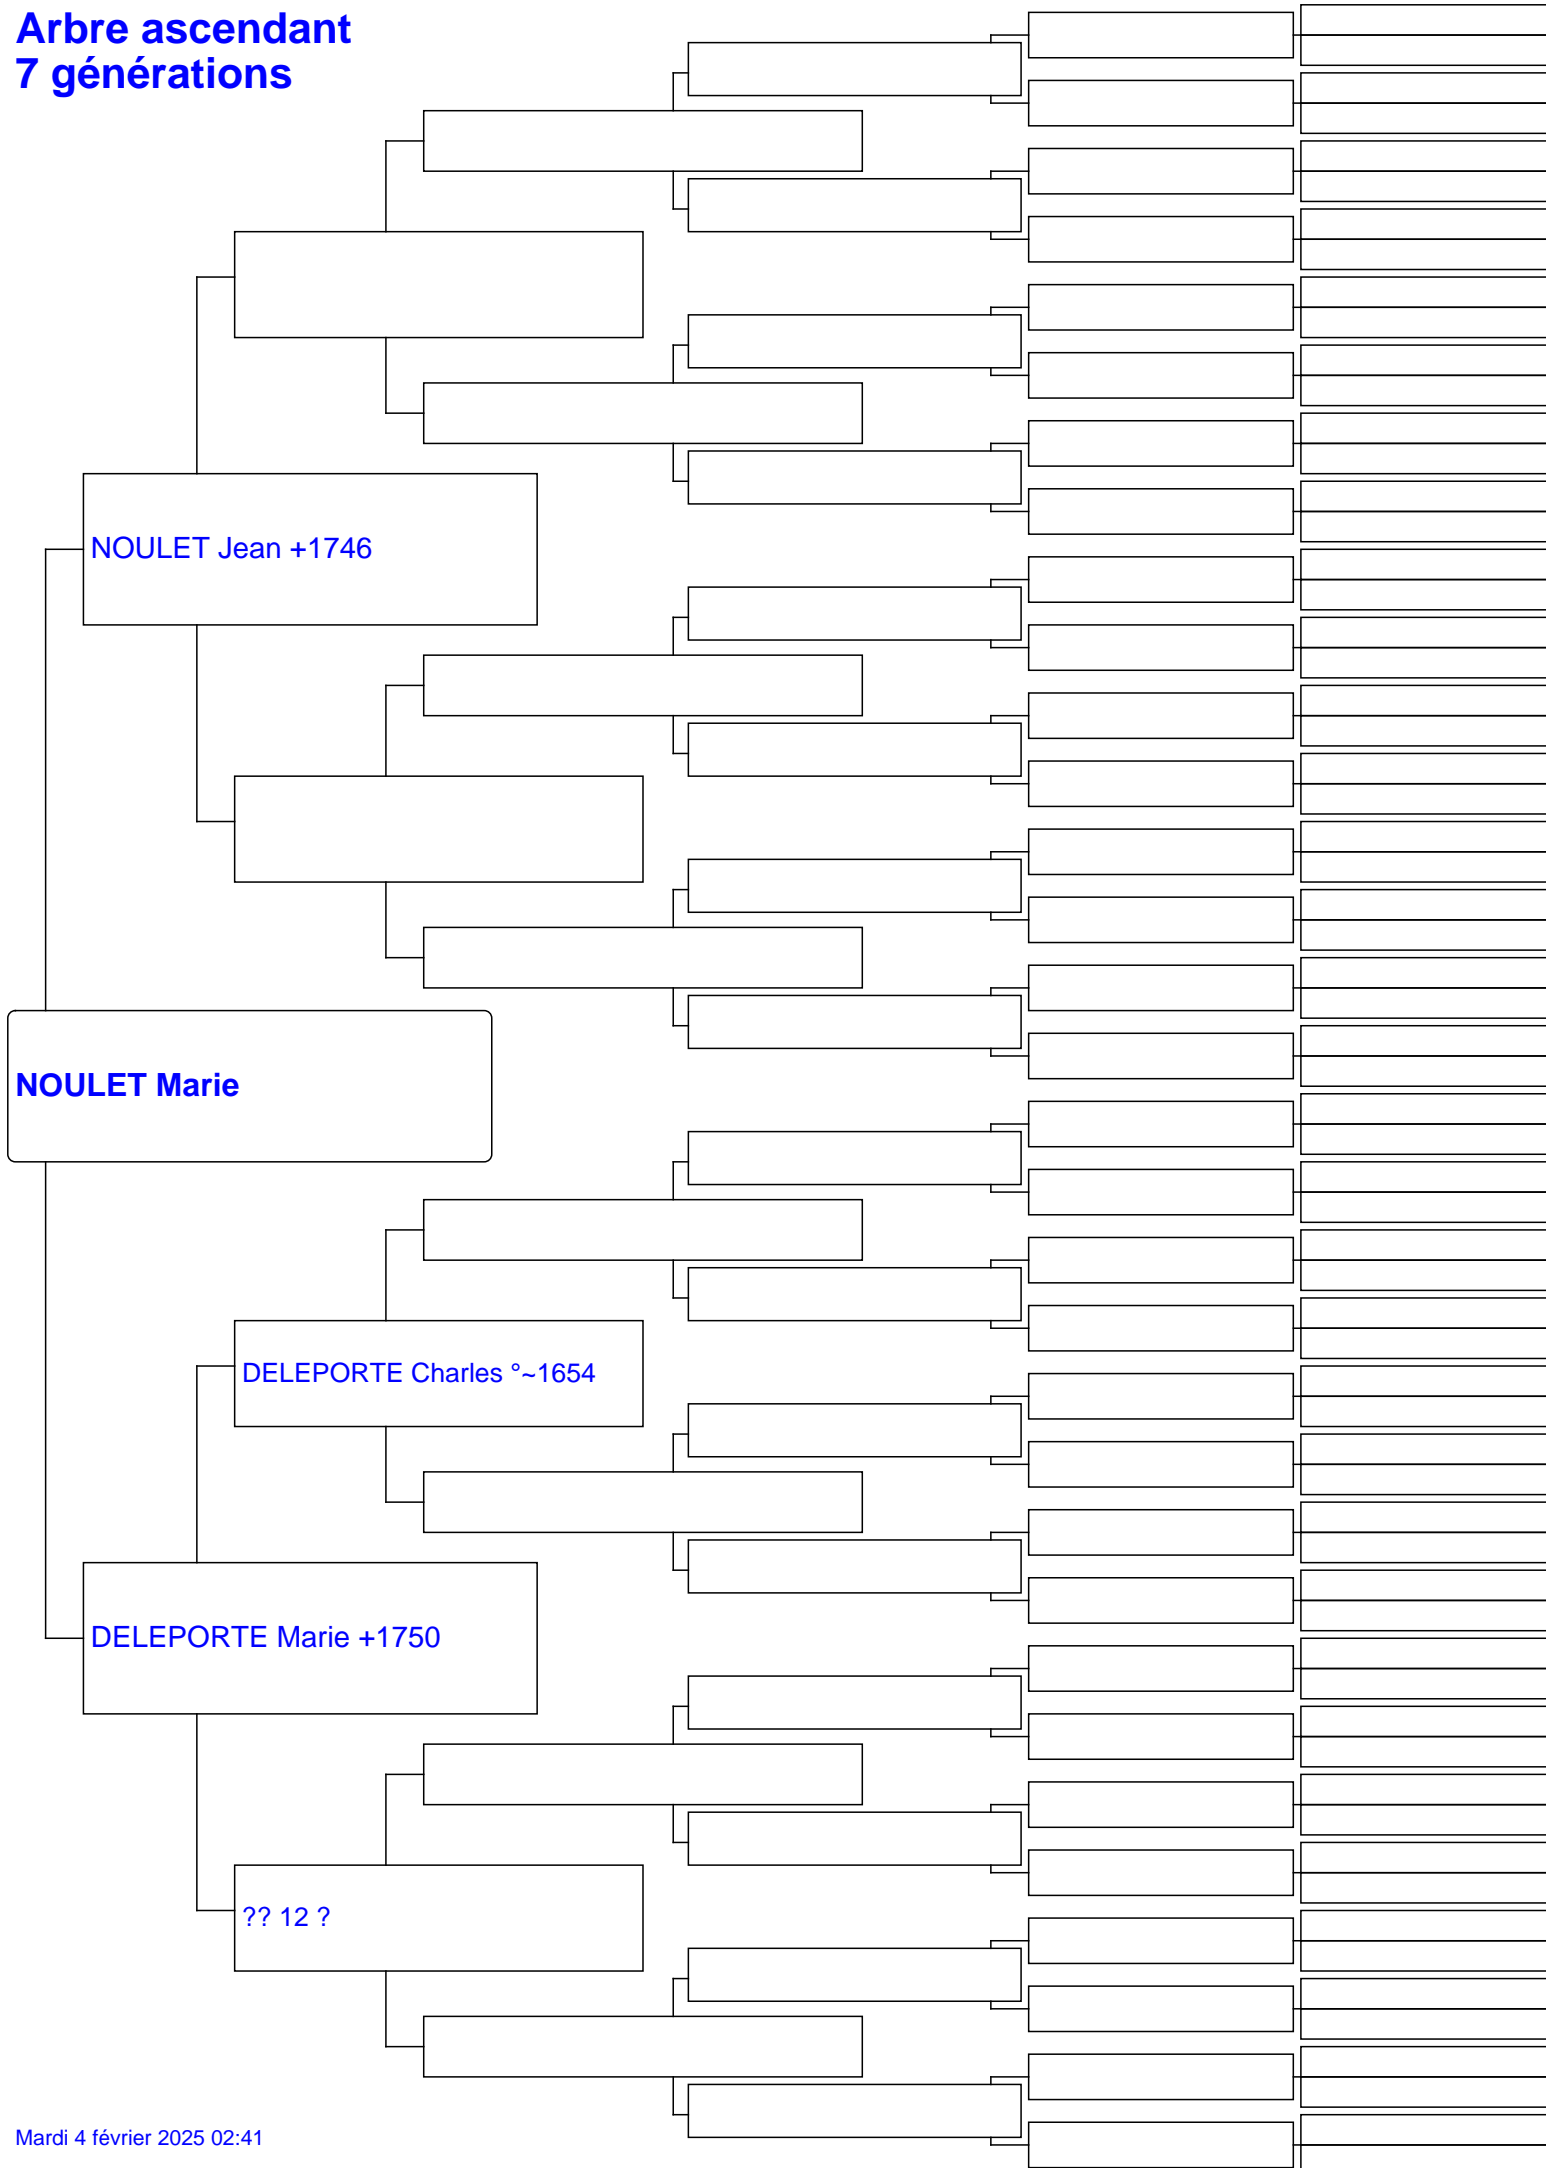 Arbre ascendant
7 générations
NOULET Jean +1746
NOULET Marie
DELEPORTE Charles °~1654
DELEPORTE Marie +1750
?? 12 ?
Mardi 4 février 2025 02:41